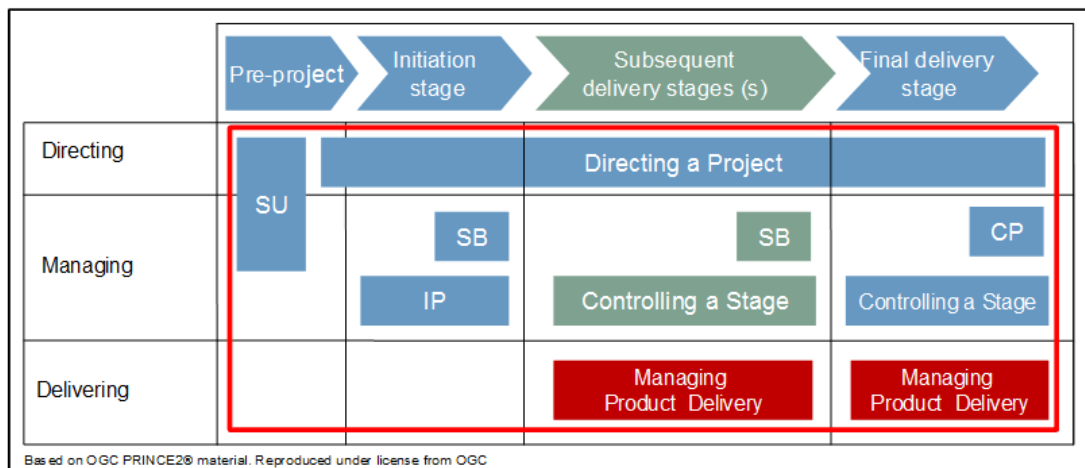 Pre-project
Initiation
stage
Subsequent
delivery stages (s)
Final delivery
stage
Directing
Directing a Project
SU
Managing
SB
SB
CP
IP
Controlling a Stage
Controlling a Stage
Delivering
Managing
Product Delivery
Managing
Product Delivery
Based on OGC PRINCE2® material. Reproduced under license from OGC